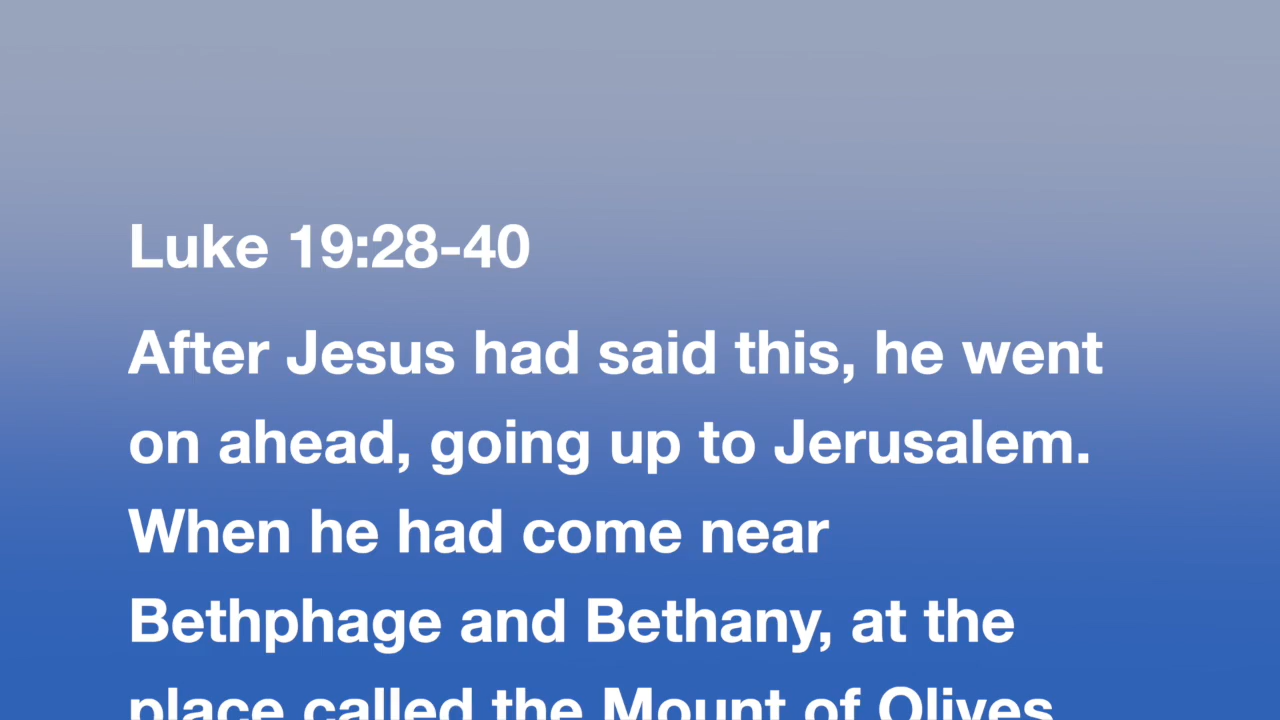 Luke 19:28-40
After Jesus had said this, he went
on ahead, going up to Jerusalem.
When he had come near
Bethphage and Bethany, at the
place called the Mount of Olives